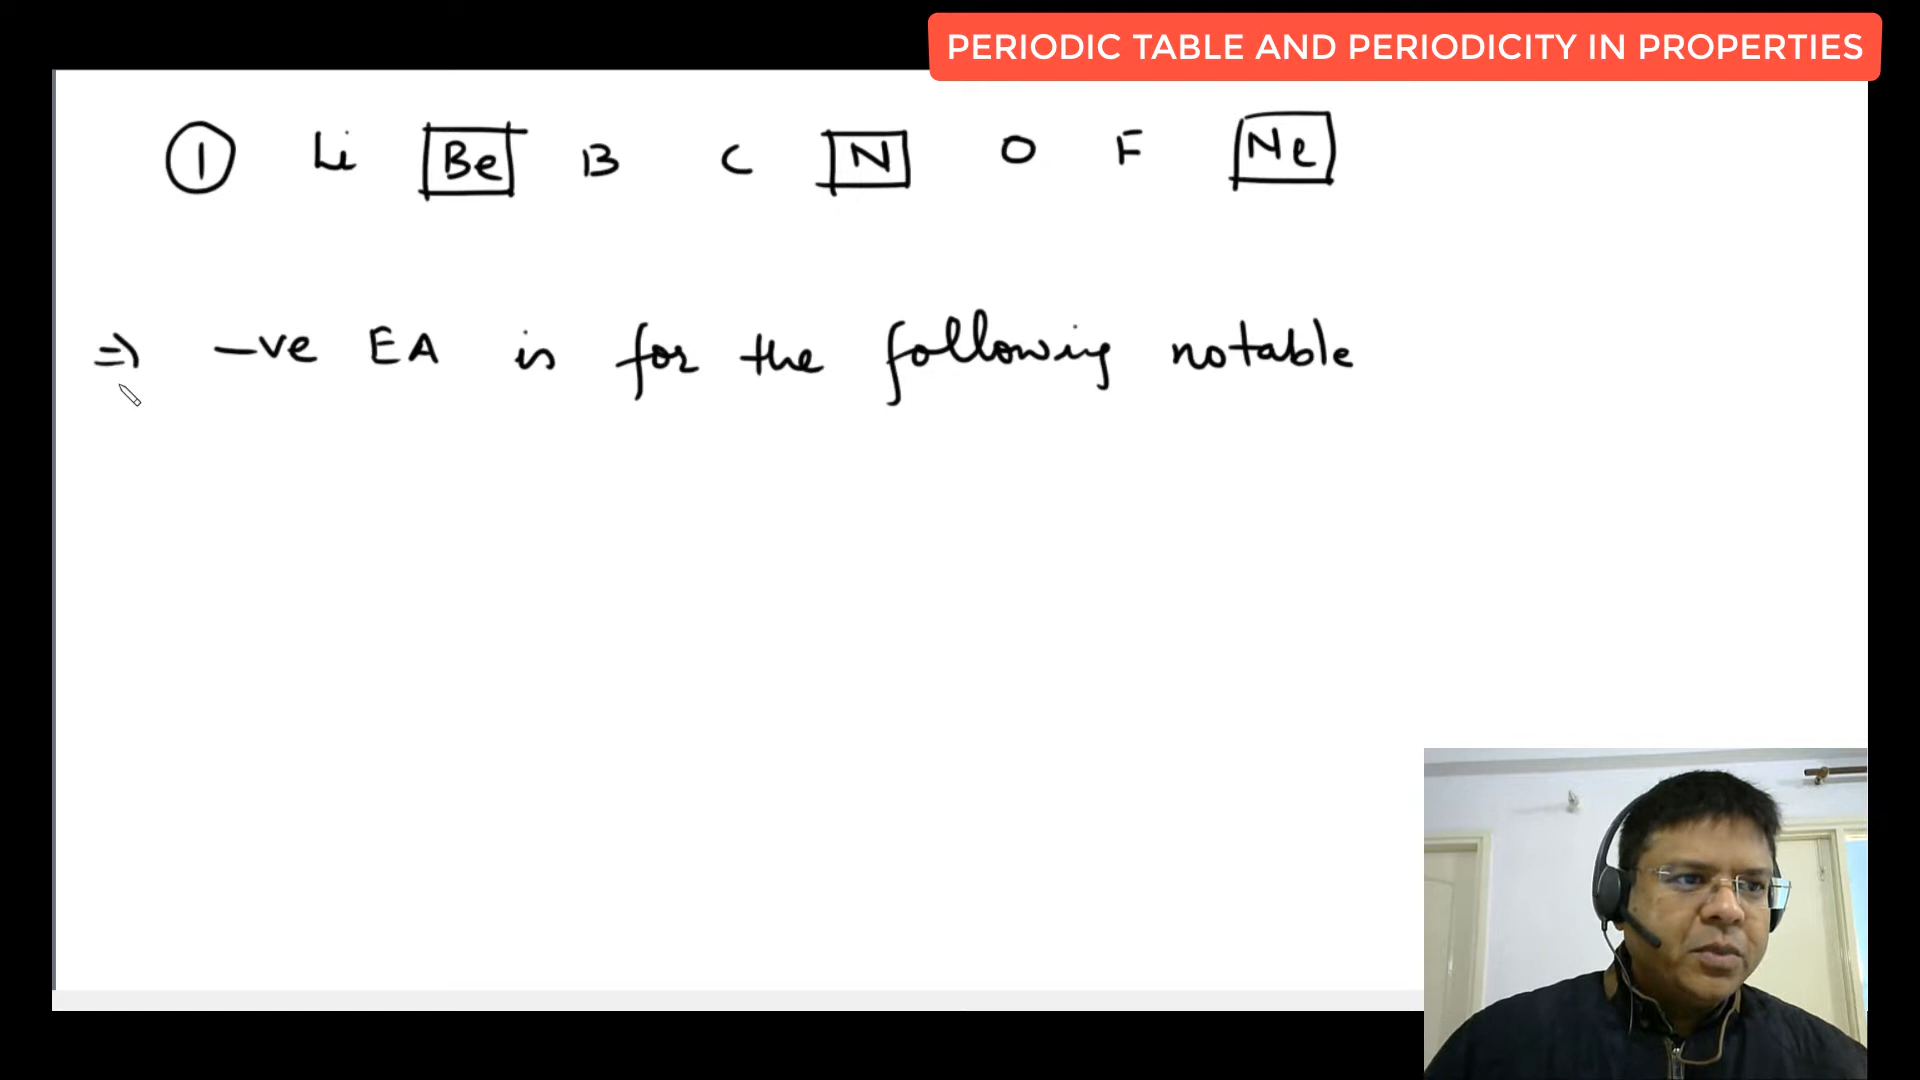 PERIODIC TABLE AND PERIODICITY IN PROPERTIES
① Li Be B C N O F Ne
⇒ -ve EA is for the following notable